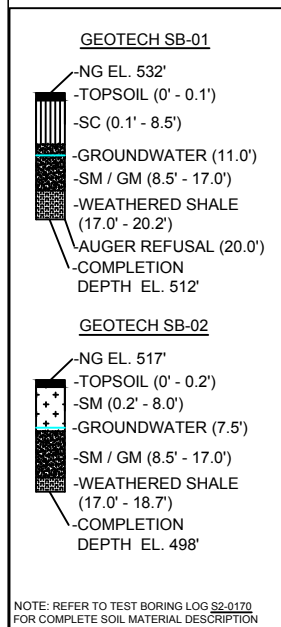 GEOTECH SB-01
-NG EL. 532'
-TOPSOIL (0' - 0.1')
-SC (0.1' - 8.5')
-GROUNDWATER (11.0')
-SM / GM (8.5' - 17.0')
-WEATHERED SHALE
(17.0' - 20.2')
-AUGER REFUSAL (20.0')
-COMPLETION
DEPTH EL. 512'
GEOTECH SB-02
-NG EL. 517'
-TOPSOIL (0' - 0.2')
-SM (0.2' - 8.0')
-GROUNDWATER (7.5')
-SM / GM (8.5' - 17.0')
-WEATHERED SHALE
(17.0' - 18.7')
-COMPLETION
DEPTH EL. 498'
NOTE: REFER TO TEST BORING LOG S2-0170
FOR COMPLETE SOIL MATERIAL DESCRIPTION